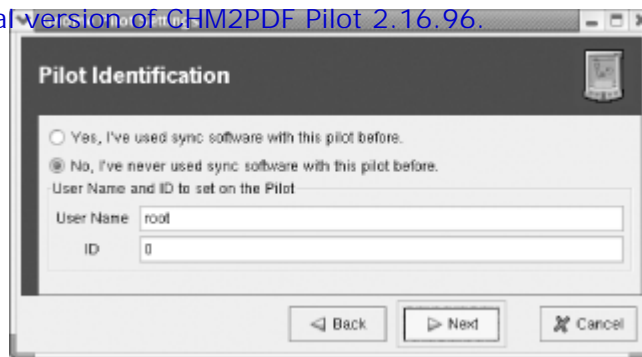 al version of CHM2PDF Pilot 2.16.96.
Pilot Identification
Yes, I've used sync software with this pilot before.
No, I've never used sync software with this pilot before.
User Name and ID to set on the Pilot
User Name root
ID 0
Back Next Cancel